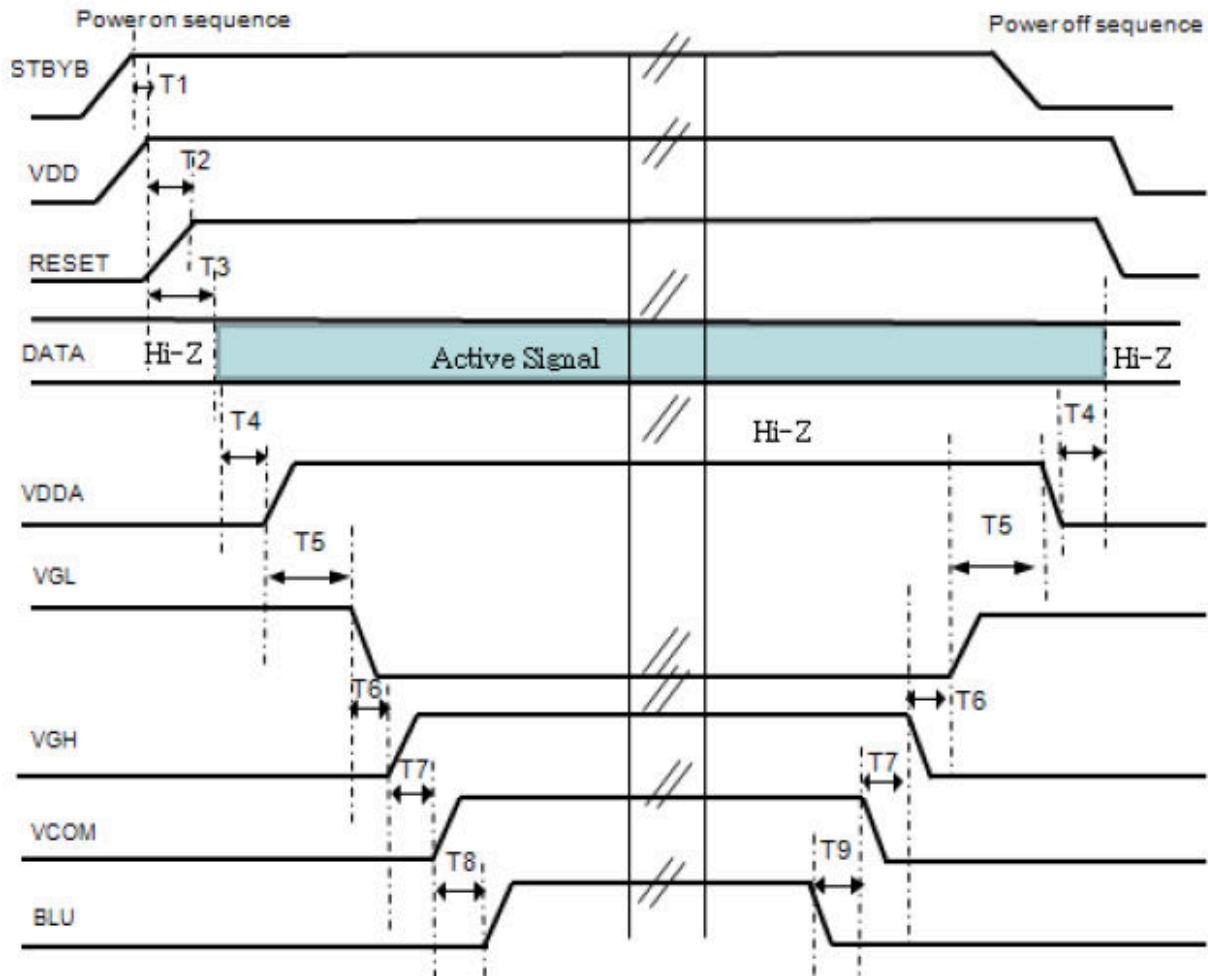 Power on sequence
Power off sequence
STBYB
T1
VDD
T2
RESET
T3
DATA
Hi-Z
Active Signal
Hi-Z
T4
Hi-Z
T4
VDDA
T5
T5
VGL
T6
T6
VGH
T7
T7
VCOM
T8
T9
BLU